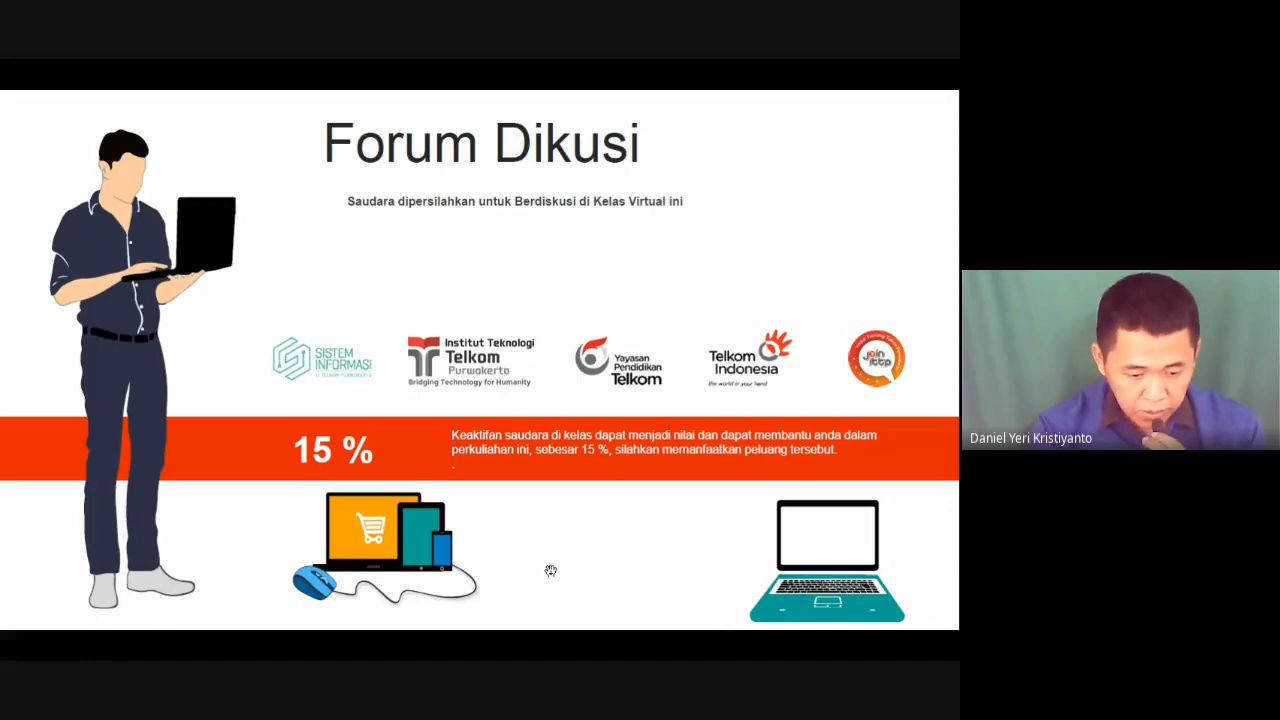 Forum Dikusi
Saudara dipersilahkan untuk Berdiskusi di Kelas Virtual ini
SISTEM
INFORMASI
Institut Teknologi
Telkom
Purwokerto
Bridging Technology for Humanity
Yayasan
Pendidikan
Telkom
Telkom
Indonesia
the world in your hand
join
ittp
15 %
Keaktifan saudara di kelas dapat menjadi nilai dan dapat membantu anda dalam
perkuliahan ini, sebesar 15 %, silahkan memanfaatkan peluang tersebut.
.
Daniel Yeri Kristiyanto